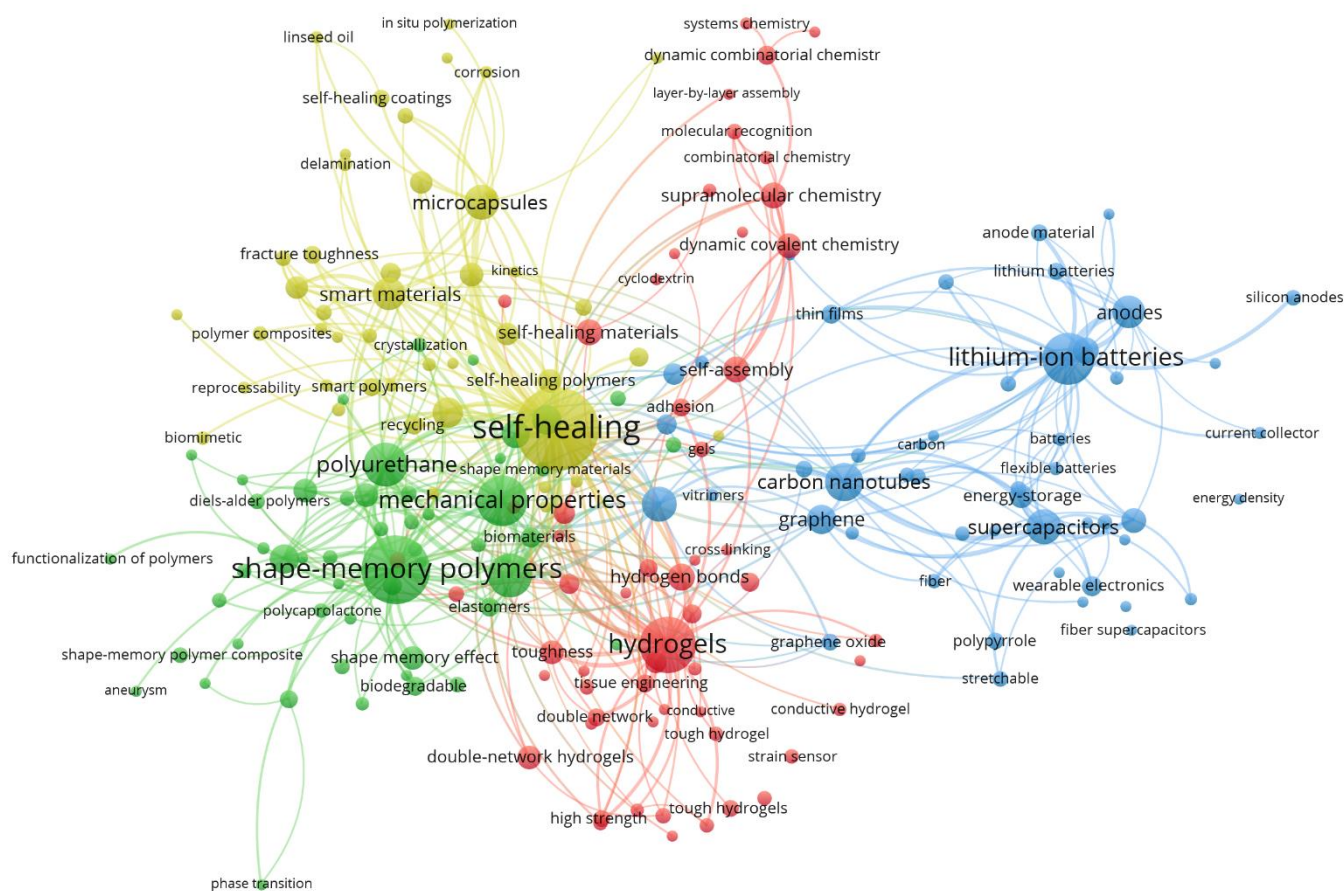 in situ polymerization
systems chemistry
linseed oil
dynamic combinatorial chemistr
corrosion
self-healing coatings
layer-by-layer assembly
molecular recognition
delamination
combinatorial chemistry
supramolecular chemistry
microcapsules
anode material
dynamic covalent chemistry
fracture toughness
kinetics
lithium batteries
cyclodextrin
smart materials
silicon anodes
thin films
anodes
polymer composites
self-healing materials
crystallization
lithium-ion batteries
self-assembly
reprocessability
smart polymers
self-healing polymers
adhesion
recycling
self-healing
biomimetic
current collector
batteries
carbon
gels
polyurethane
shape memory materials
flexible batteries
carbon nanotubes
vitrimers
energy-storage
diels-alder polymers
mechanical properties
energy density
graphene
supercapacitors
biomaterials
cross-linking
functionalization of polymers
shape-memory polymers
hydrogen bonds
fiber
wearable electronics
polycaprolactone
elastomers
fiber supercapacitors
hydrogels
graphene oxide
polypyrrole
toughness
shape-memory polymer composite
shape memory effect
stretchable
tissue engineering
aneurysm
biodegradable
conductive
conductive hydrogel
double network
tough hydrogel
double-network hydrogels
strain sensor
tough hydrogels
high strength
phase transition